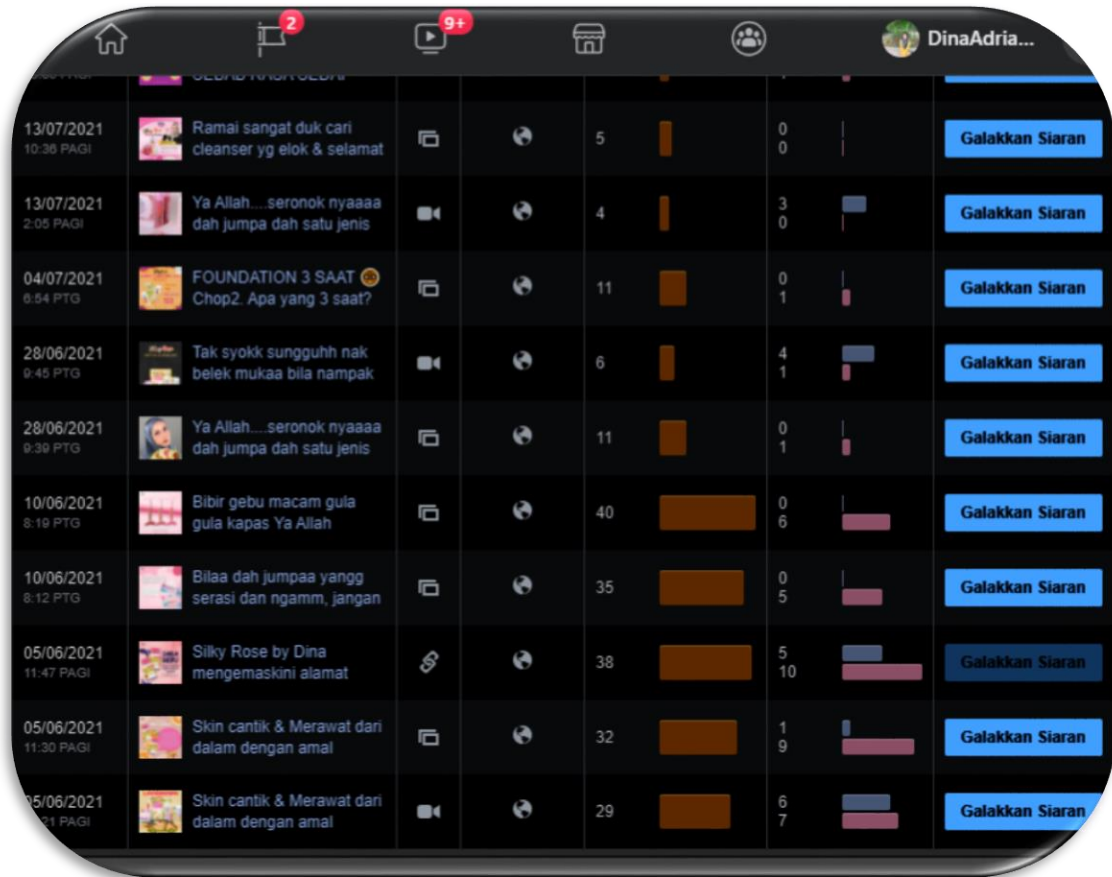 2
9+
DinaAdria...
13/07/2021
10:36 PAGI
Ramai sangat duk cari
cleanser yg elok & selamat
5
0
0
Galakkan Siaran
13/07/2021
2:05 PAGI
Ya Allah....seronok nyaaaa
dah jumpa dah satu jenis
4
3
0
Galakkan Siaran
04/07/2021
6:54 PTG
FOUNDATION 3 SAAT
Chop2. Apa yang 3 saat?
11
0
1
Galakkan Siaran
28/06/2021
9:45 PTG
Tak syokk sungguhh nak
belek mukaa bila nampak
6
4
1
Galakkan Siaran
28/06/2021
9:39 PTG
Ya Allah....seronok nyaaaa
dah jumpa dah satu jenis
11
0
1
Galakkan Siaran
10/06/2021
8:19 PTG
Bibir gebu macam gula
gula kapas Ya Allah
40
0
6
Galakkan Siaran
10/06/2021
8:12 PTG
Bilaa dah jumpaa yangg
serasi dan ngamm, jangan
35
0
5
Galakkan Siaran
05/06/2021
11:47 PAGI
Silky Rose by Dina
mengemaskini alamat
38
5
10
Galakkan Siaran
05/06/2021
11:30 PAGI
Skin cantik & Merawat dari
dalam dengan amal
32
1
9
Galakkan Siaran
05/06/2021
21 PAGI
Skin cantik & Merawat dari
dalam dengan amal
29
6
7
Galakkan Siaran